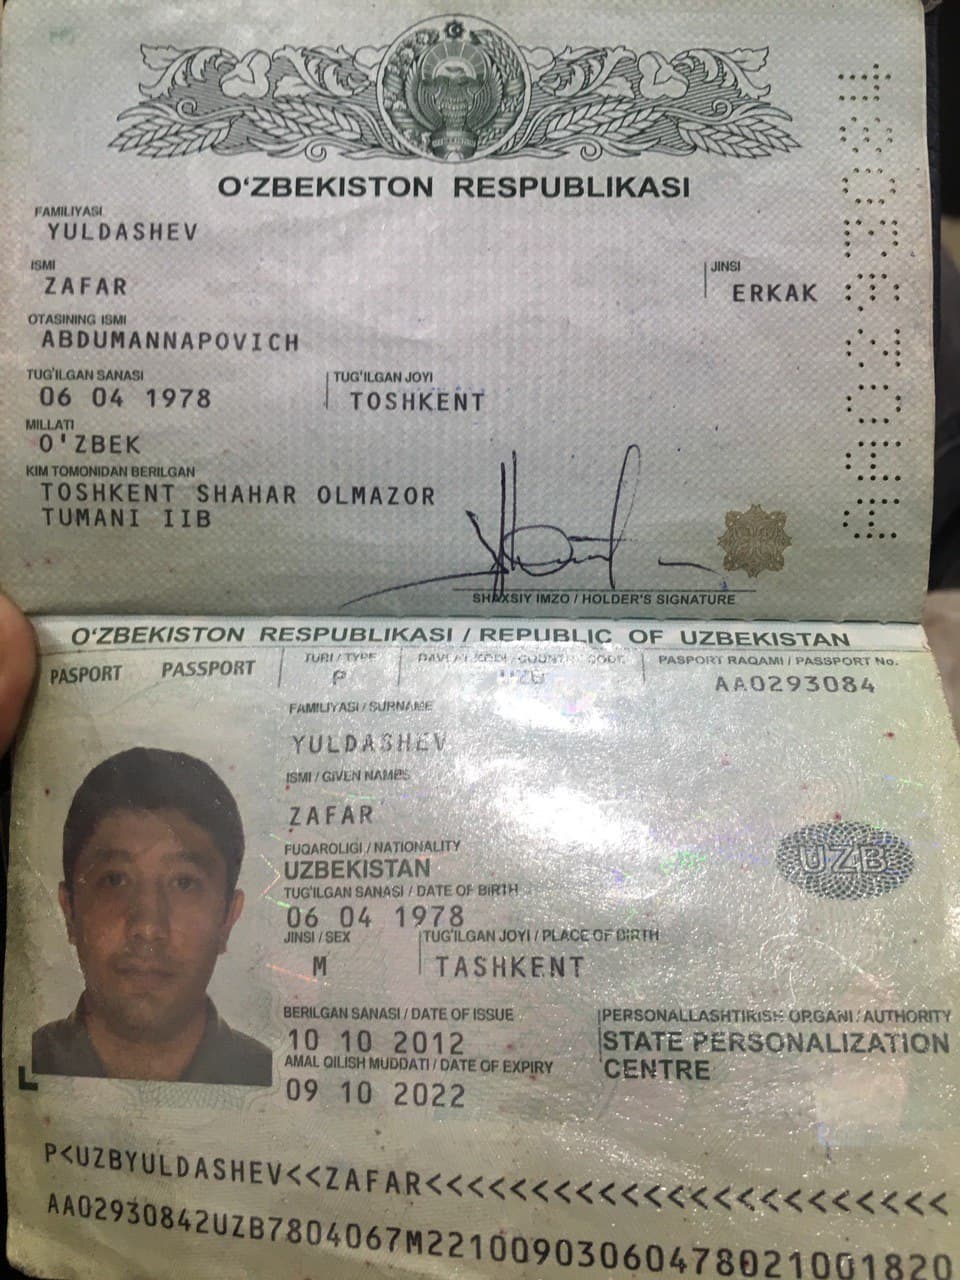 O‘ZBEKISTON RESPUBLIKASI
FAMILIYASI
YULDASHEV
ISMI
ZAFAR
JINSI
ERKAK
OTASINING ISMI
ABDUMANNAPOVICH
TUG‘ILGAN SANASI
06 04 1978
TUG‘ILGAN JOYI
TOSHKENT
MILLATI
O'ZBEK
KIM TOMONIDAN BERILGAN
TOSHKENT SHAHAR OLMAZOR
TUMANI IIB
SHAXSIY IMZO / HOLDER'S SIGNATURE
AA0293084
O‘ZBEKISTON RESPUBLIKASI / REPUBLIC OF UZBEKISTAN
PASPORT PASSPORT
TURI / TYPE
P
DAVLAT KODI / COUNTRY CODE
UZB
PASPORT RAQAMI / PASSPORT No.
AA0293084
FAMILIYASI / SURNAME
YULDASHEV
ISMI / GIVEN NAMES
ZAFAR
FUQAROLIGI / NATIONALITY
UZBEKISTAN
UZB
TUG‘ILGAN SANASI / DATE OF BIRTH
06 04 1978
JINSI / SEX
M
TUG‘ILGAN JOYI / PLACE OF BIRTH
TASHKENT
BERILGAN SANASI / DATE OF ISSUE
10 10 2012
PERSONALLASHTIRISH ORGANI / AUTHORITY
STATE PERSONALIZATION
CENTRE
AMAL QILISH MUDDATI / DATE OF EXPIRY
09 10 2022
P<UZBYULDASHEV<<ZAFAR<<<<<<<<<<<<<<<<<<<<<<<
AA02930842UZB7804067M22100903060478021001820